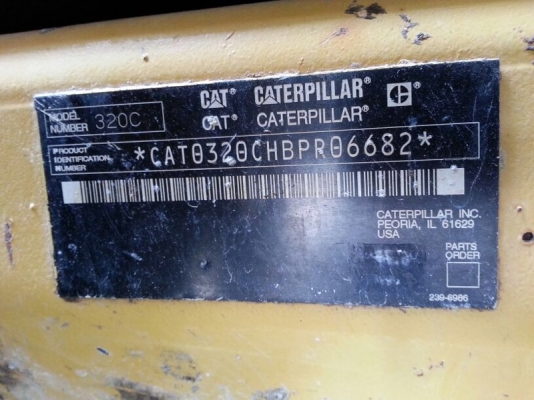 CAT® CATERPILLAR®
MODEL NUMBER 320C
CAT® CATERPILLAR®
PRODUCT IDENTIFICATION NUMBER *CAT0320CHBPR06682*
CATERPILLAR INC.
PEORIA, IL 61629
USA
PARTS
ORDER
239-6986